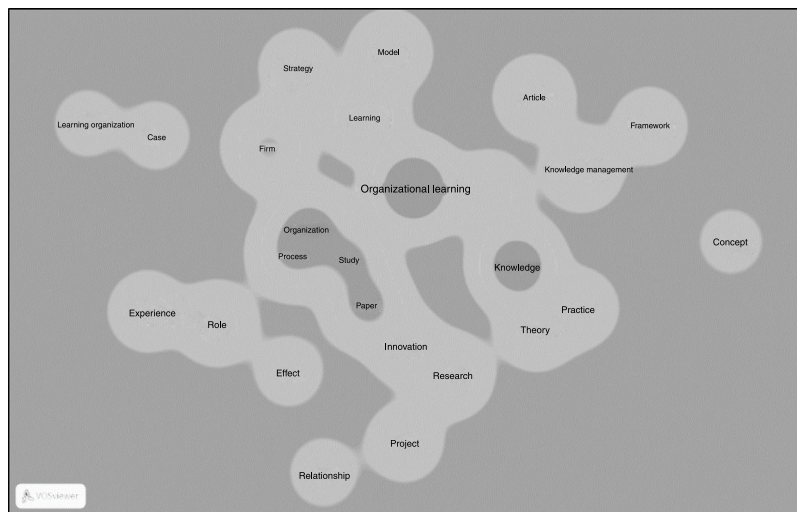 Model
Strategy
Article
Learning
Learning organization
Framework
Case
Firm
Knowledge management
Organizational learning
Organization
Concept
Process
Study
Knowledge
Paper
Practice
Experience
Role
Theory
Innovation
Effect
Research
Project
Relationship
VOSviewer